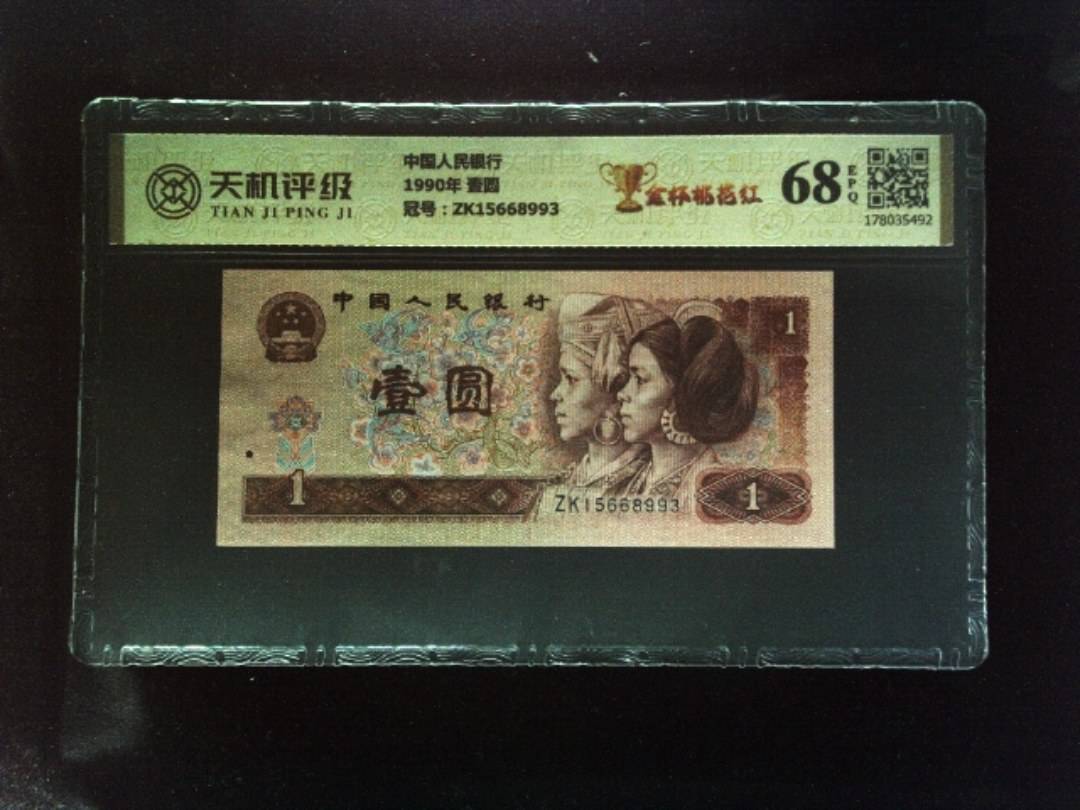 天机评级
TIAN JI PING JI
中国人民银行
1990年 壹圆
冠号：ZK15668993
金杯桃花红
68
EPQ
178035492
中國人民银行
1
壹圆
1
ZK15668993
1